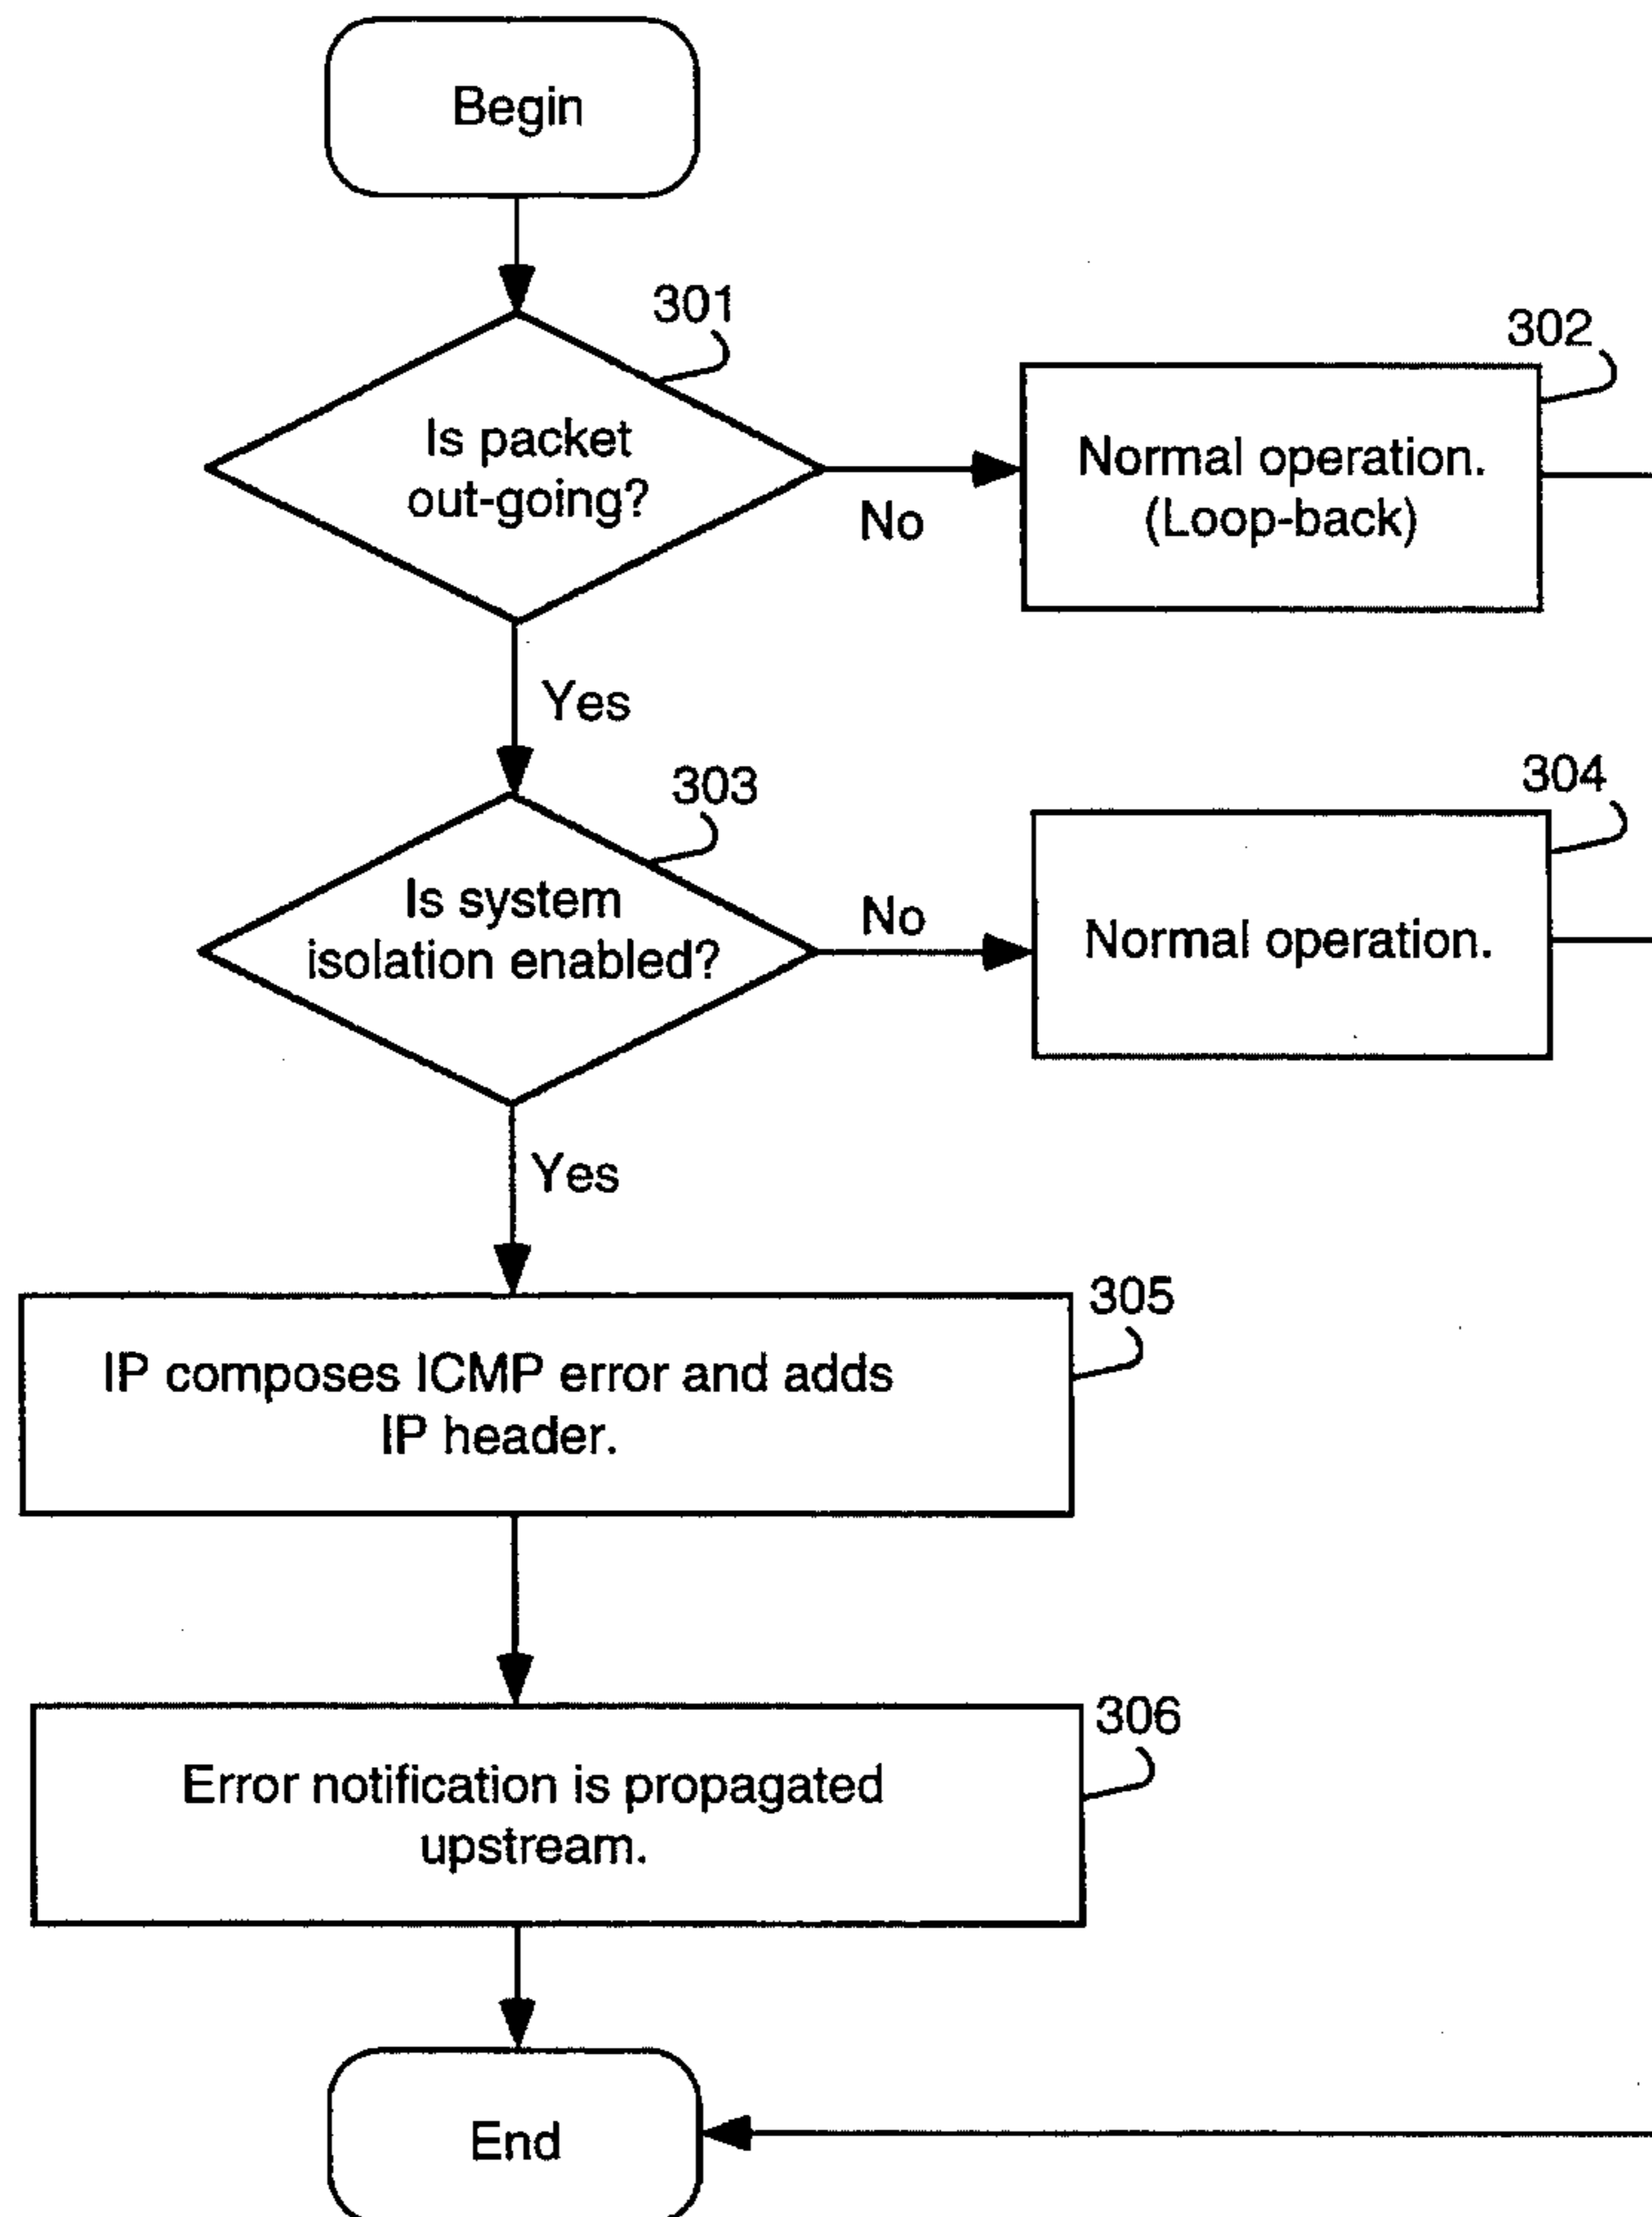 Begin
301
Is packet
out-going?
No
302
Normal operation.
(Loop-back)
Yes
303
Is system
isolation enabled?
No
304
Normal operation.
Yes
305
IP composes ICMP error and adds
IP header.
306
Error notification is propagated
upstream.
End